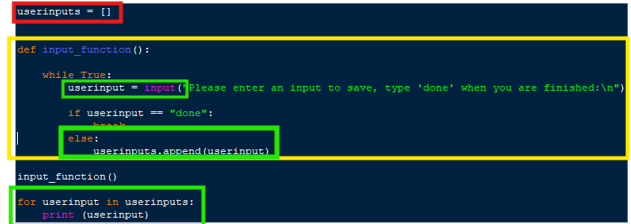 userinputs = []
def input_function():
while True:
userinput = input("Please enter an input to save, type 'done' when you are finished:\n")
if userinput == "done":
break
else:
userinputs.append(userinput)
input_function()
for userinput in userinputs:
print (userinput)